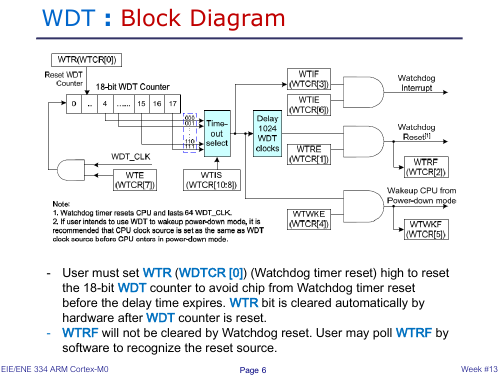 WDT : Block Diagram
WTR(WTCR[0])
Reset WDT
Counter
18-bit WDT Counter
0 .. 4 ...... 15 16 17
000
001
:
110
111
Time-
out
select
Delay
1024
WDT
clocks
WTIF
(WTCR[3])
WTIE
(WTCR[6])
Watchdog
Interrupt
WTRE
(WTCR[1])
Watchdog
Reset[1]
WTRF
(WTCR[2])
WDT_CLK
WTE
(WTCR[7])
WTIS
(WTCR[10:8])
Wakeup CPU from
Power-down mode
WTWKE
(WTCR[4])
WTWKF
(WTCR[5])
Note:
1. Watchdog timer resets CPU and lasts 64 WDT_CLK.
2. If user intends to use WDT to wakeup power-down mode, it is
recommended that CPU clock source is set as the same as WDT
clock source before CPU enters in power-down mode.
- User must set WTR (WDTCR [0]) (Watchdog timer reset) high to reset
the 18-bit WDT counter to avoid chip from Watchdog timer reset
before the delay time expires. WTR bit is cleared automatically by
hardware after WDT counter is reset.
- WTRF will not be cleared by Watchdog reset. User may poll WTRF by
software to recognize the reset source.
EIE/ENE 334 ARM Cortex-M0
Page 6
Week #13